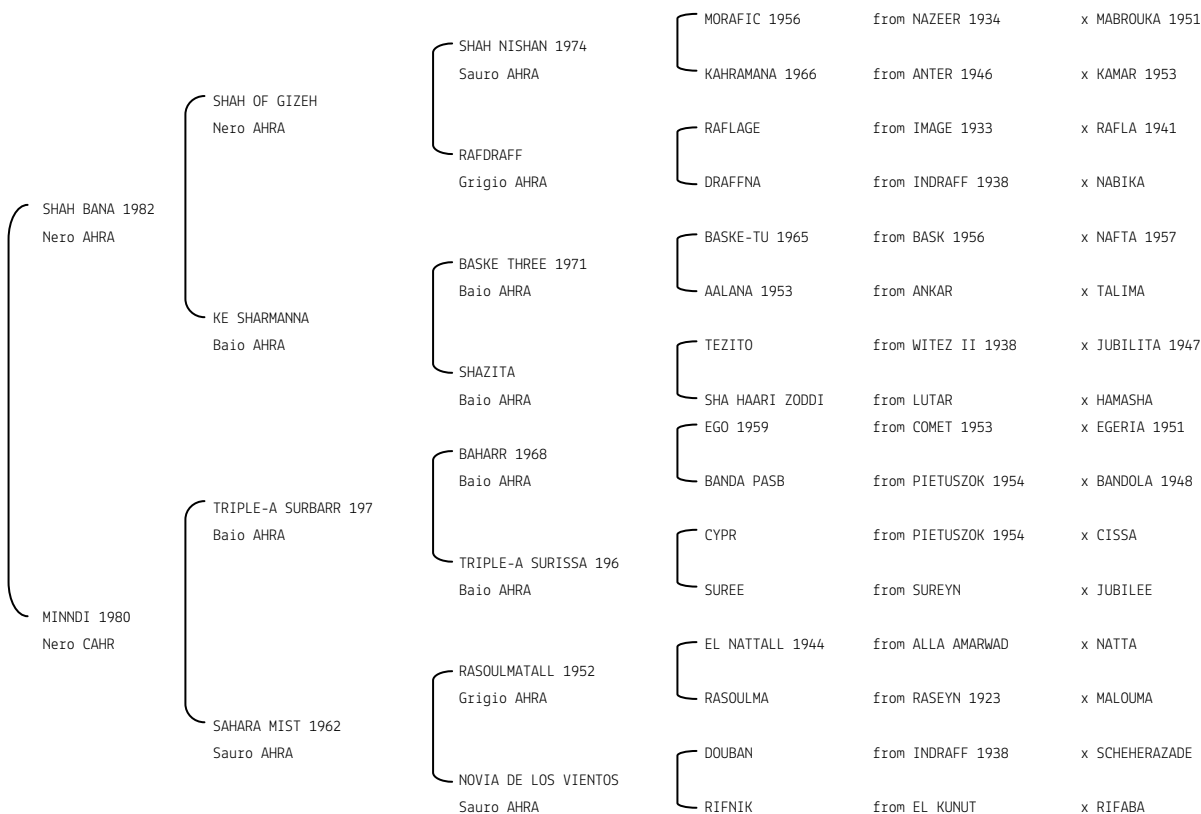 MORAFIC 1956 from NAZEER 1934 x MABROUKA 1951
SHAH NISHAN 1974
Sauro AHRA KAHRAMANA 1966 from ANTER 1946 x KAMAR 1953
SHAH OF GIZEH
Nero AHRA RAFLAGE from IMAGE 1933 x RAFLA 1941
RAFDRAFF
Grigio AHRA DRAFFNA from INDRAFF 1938 x NABIKA
SHAH BANA 1982
Nero AHRA BASKE-TU 1965 from BASK 1956 x NAFTA 1957
BASKE THREE 1971
Baio AHRA AALANA 1953 from ANKAR x TALIMA
KE SHARMANNA
Baio AHRA TEZITO from WITEZ II 1938 x JUBILITA 1947
SHAZITA
Baio AHRA SHA HAARI ZODDI from LUTAR x HAMASHA
EGO 1959 from COMET 1953 x EGERIA 1951
BAHARR 1968
Baio AHRA BANDA PASB from PIETUSZOK 1954 x BANDOLA 1948
TRIPLE-A SURBARR 197
Baio AHRA CYPR from PIETUSZOK 1954 x CISSA
TRIPLE-A SURISSA 196
Baio AHRA SUREE from SUREYN x JUBILEE
MINNDI 1980
Nero CAHR EL NATTALL 1944 from ALLA AMARWAD x NATTA
RASOULMATALL 1952
Grigio AHRA RASOULMA from RASEYN 1923 x MALOUMA
SAHARA MIST 1962
Sauro AHRA DOUBAN from INDRAFF 1938 x SCHEHERAZADE
NOVIA DE LOS VIENTOS
Sauro AHRA RIFNIK from EL KUNUT x RIFABA